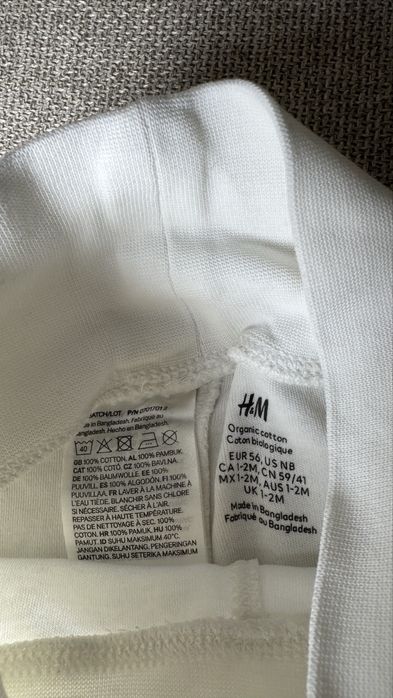 BATCH/LOT P/N 0701701
in Bangladesh. Fabriqué au
Bangladesh. Hecho en Bangladesh.
40
GB 100% COTTON. AL 100% PAMBUK.
CAT 100% COTÓ. CZ 100% BAVLNA.
DE 100% BAUMWOLLE. EE 100%
PUUVILL. ES 100% ALGODÓN. FI 100%
PUUVILLAA. FR LAVER À LA MACHINE À
L'EAU TIÈDE. BLANCHIR SANS CHLORE
SI NÉCESSAIRE. SÉCHER À L'AIR.
REPASSER À HAUTE TEMPÉRATURE.
PAS DE NETTOYAGE À SEC. 100%
COTON. HR 100% PAMUK. HU 100%
PAMUT. ID SUHU MAKSIMUM 40°C.
JANGAN DIKELANTANG. PENGERINGAN
GANTUNG. SUHU SETERIKA MAKSIMUM
H&M
Organic cotton
Coton biologique
EUR 56, US NB
CA 1-2M, CN 59/41
MX 1-2M, AUS 1-2M
UK 1-2M
Made in Bangladesh
Fabriqué au Bangladesh